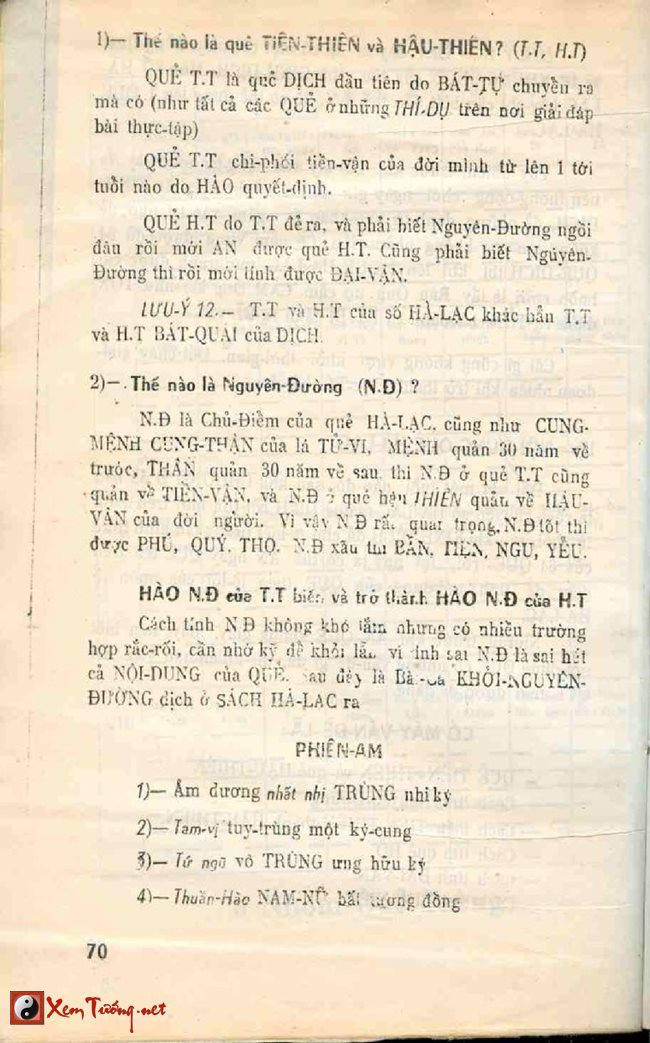 1)— Thế nào là quẻ TIÊN-THIÊN và HẬU-THIÊN ? (T.T, H.T)
QUẺ T.T là quẻ DỊCH đầu tiên do BÁT-TỰ chuyển ra
mà có (như tất cả các QUẺ ở những THÍ-DỤ trên nơi giải đáp
bài thực-tập)
QUẺ T.T chi-phối tiền-vận của đời mình từ lên 1 tới
tuổi nào do HÀO quyết-định.
QUẺ H.T do T.T đẻ ra, và phải biết Nguyên-Đường ngồi
đâu rồi mới AN được quẻ H.T. Cũng phải biết Nguyên-
Đường thì rồi mới tính được ĐẠI-VẬN.
LƯU-Ý 12.— T.T và H.T của số HÀ-LẠC khác hẳn T.T
và H.T BÁT-QUÁI của DỊCH.
2)—. Thế nào là Nguyên-Đường (N.Đ) ?
N.Đ là Chủ-Điểm của quẻ HÀ-LẠC, cũng như CUNG-
MỆNH CUNG-THÂN của lá TỬ-VI, MỆNH quản 30 năm về
trước, THÂN quản 30 năm về sau, thì N.Đ ở quẻ T.T cũng
quản về TIỀN-VẬN, và N.Đ ở quẻ hậu THIÊN quản về HẬU-
VẬN của đời người. Vì vậy N Đ rất quan trọng. N.Đ tốt thì
được PHÚ, QUÝ, THỌ. N.Đ xấu thì BẦN, TIỆN, NGU, YỂU.
HÀO N.Đ của T.T biến và trở thành HÀO N.Đ của H.T
Cách tính N Đ không khó lắm nhưng có nhiều trường
hợp rắc-rối, cần nhớ kỹ để khỏi lẫn vì tính sai N.Đ là sai hết
cả NỘI-DUNG của QUẺ. Sau đây là Bài-ca KHỞI-NGUYÊN-
ĐƯỜNG dịch ở SÁCH HÀ-LẠC ra
PHIÊN-ÂM
1)— Âm dương nhất nhị TRÙNG nhi ký
2)— Tam-vị tuy-trùng một ký-cung
3)— Tứ ngũ vô TRÙNG ưng hữu ký
4)— Thuần-Hào NAM-NỮ bất tương đồng
70
XemTướng.net